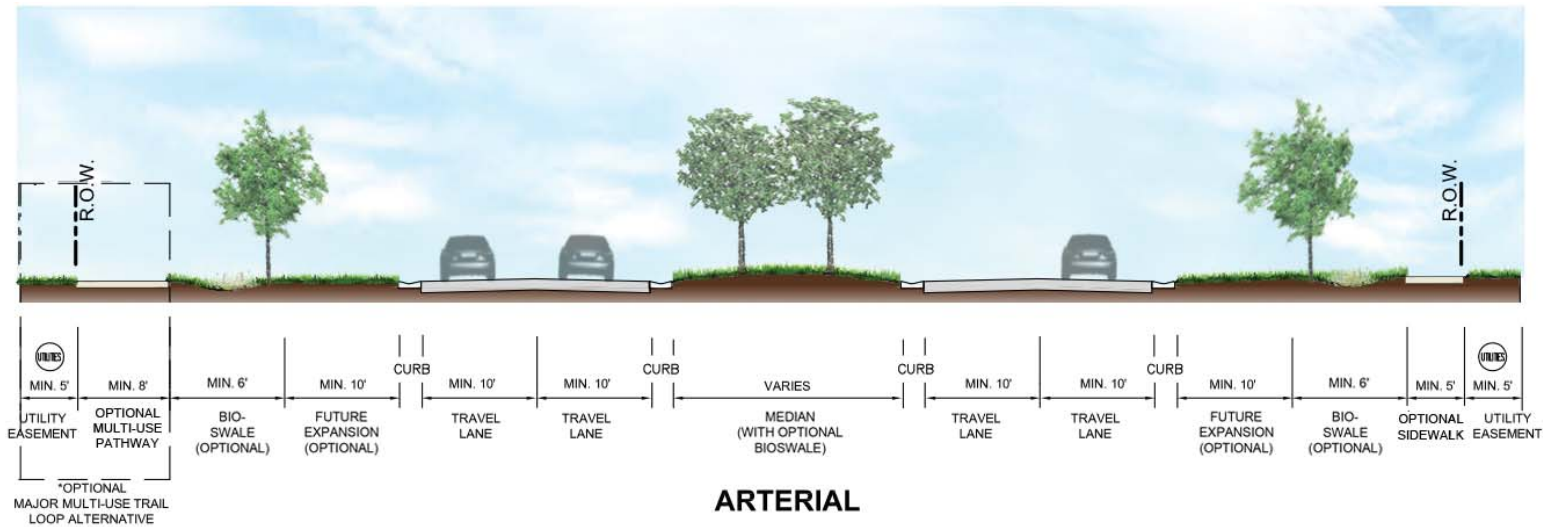 R.O.W.
R.O.W.
UTILITIES
UTILITIES
CURB
CURB
CURB
CURB
MIN. 5'
MIN. 8'
MIN. 6'
MIN. 10'
MIN. 10'
MIN. 10'
VARIES
MIN. 10'
MIN. 10'
MIN. 10'
MIN. 6'
MIN. 5'
MIN. 5'
UTILITY
EASEMENT
OPTIONAL
MULTI-USE
PATHWAY
BIO-
SWALE
(OPTIONAL)
FUTURE
EXPANSION
(OPTIONAL)
TRAVEL
LANE
TRAVEL
LANE
MEDIAN
(WITH OPTIONAL
BIOSWALE)
TRAVEL
LANE
TRAVEL
LANE
FUTURE
EXPANSION
(OPTIONAL)
BIO-
SWALE
(OPTIONAL)
OPTIONAL
SIDEWALK
UTILITY
EASEMENT
*OPTIONAL
MAJOR MULTI-USE TRAIL
LOOP ALTERNATIVE
ARTERIAL